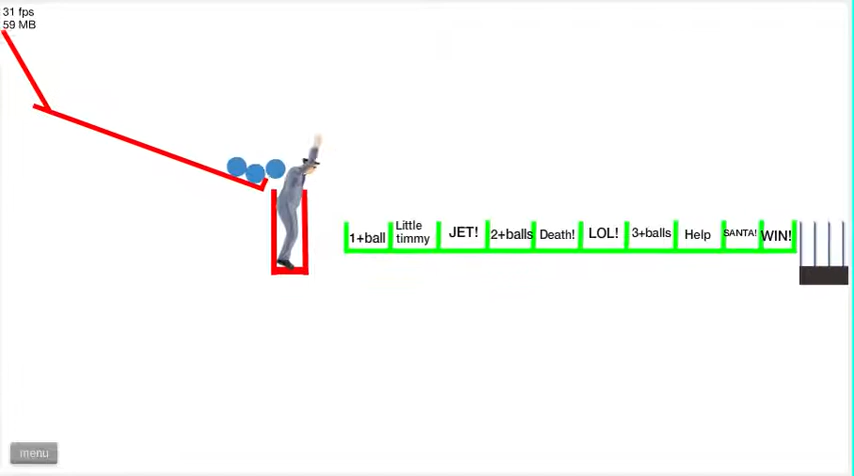 31 fps
59 MB
1+ball
Little
timmy
JET!
2+balls
Death!
LOL!
3+balls
Help
SANTA!
WIN!
menu